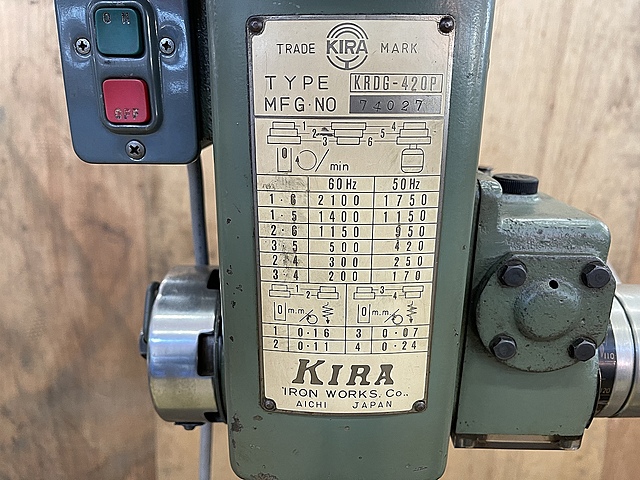 ON
OFF
TRADE KIRA MARK
TYPE KRDG-420P
MFG·NO 74027
1 2 3 4 5 6
/min
60Hz 50Hz
1·6 2100 1750
1·5 1400 1150
2·6 1150 950
3·5 500 420
2·4 300 250
3·4 200 170
1 2 3 4
0 m.m/ 0 m.m/
1 0·16 3 0·07
2 0·11 4 0·24
KIRA
IRON WORKS. Co.,
AICHI JAPAN
110